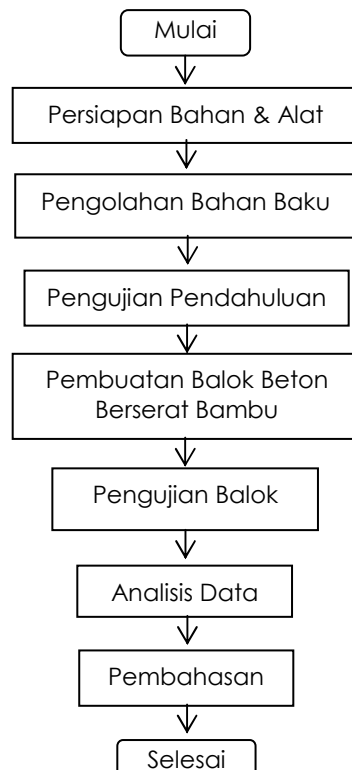 Mulai
Persiapan Bahan & Alat
Pengolahan Bahan Baku
Pengujian Pendahuluan
Pembuatan Balok Beton
Berserat Bambu
Pengujian Balok
Analisis Data
Pembahasan
Selesai